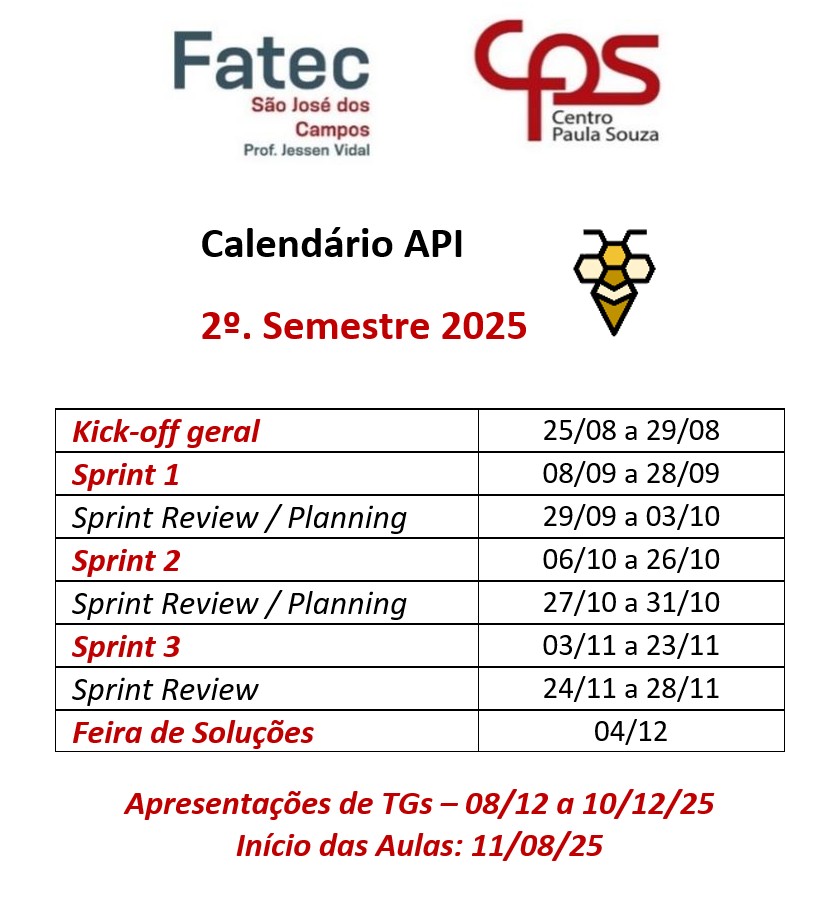 Fatec
São José dos
Campos
Prof. Jessen Vidal
CPS
Centro
Paula Souza
Calendário API
2º. Semestre 2025
Kick-off geral 25/08 a 29/08
Sprint 1 08/09 a 28/09
Sprint Review / Planning 29/09 a 03/10
Sprint 2 06/10 a 26/10
Sprint Review / Planning 27/10 a 31/10
Sprint 3 03/11 a 23/11
Sprint Review 24/11 a 28/11
Feira de Soluções 04/12
Apresentações de TGs – 08/12 a 10/12/25
Início das Aulas: 11/08/25